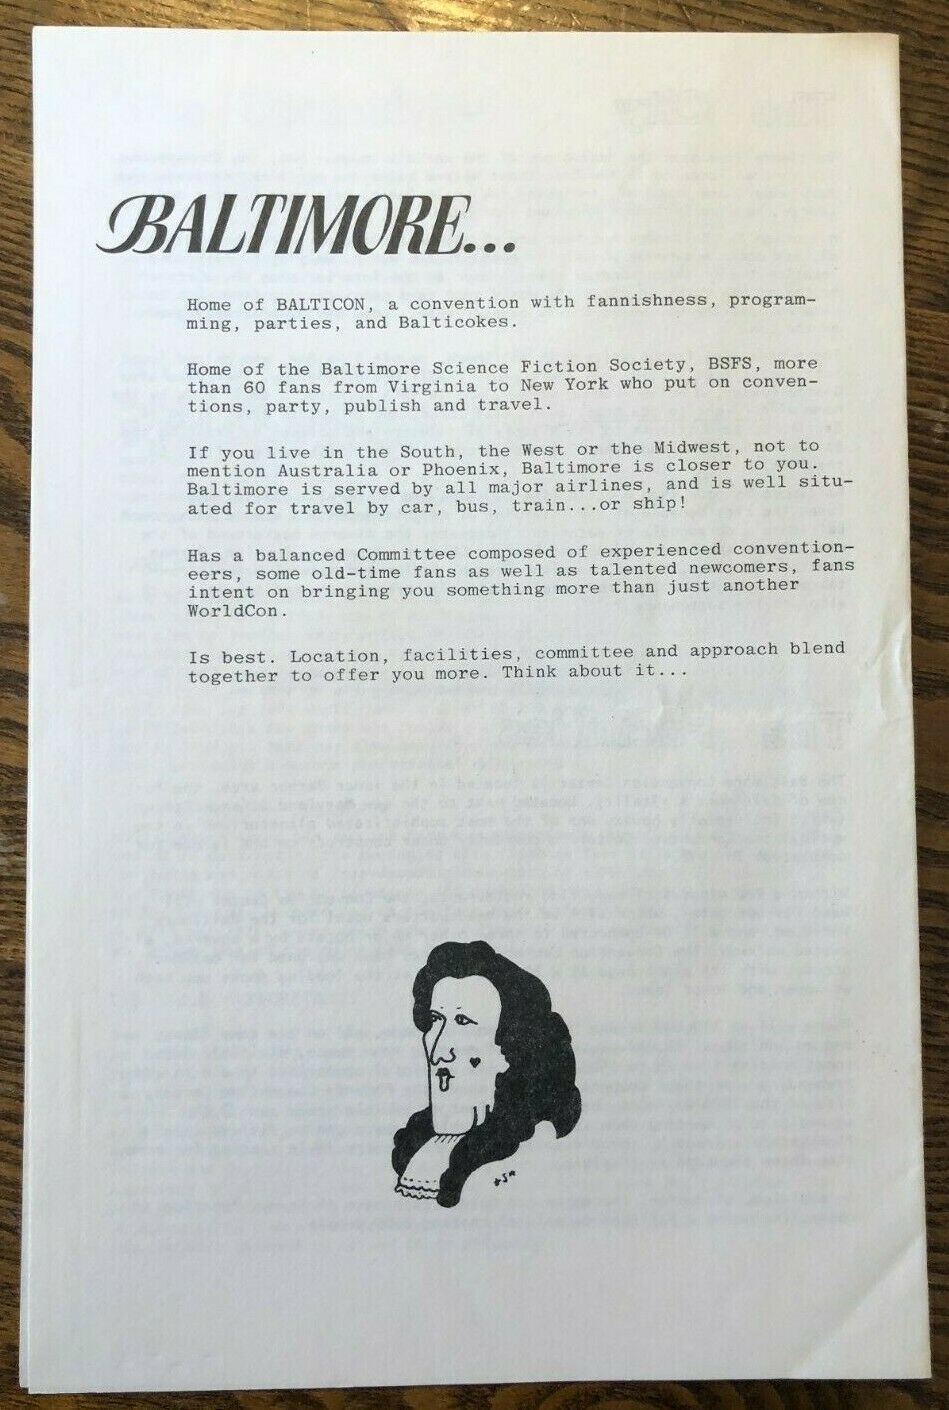 BALTIMORE...
Home of BALTICON, a convention with fannishness, program-
ming, parties, and Balticokes.
Home of the Baltimore Science Fiction Society, BSFS, more
than 60 fans from Virginia to New York who put on conven-
tions, party, publish and travel.
If you live in the South, the West or the Midwest, not to
mention Australia or Phoenix, Baltimore is closer to you.
Baltimore is served by all major airlines, and is well situ-
ated for travel by car, bus, train...or ship!
Has a balanced Committee composed of experienced convention-
eers, some old-time fans as well as talented newcomers, fans
intent on bringing you something more than just another
WorldCon.
Is best. Location, facilities, committee and approach blend
together to offer you more. Think about it...